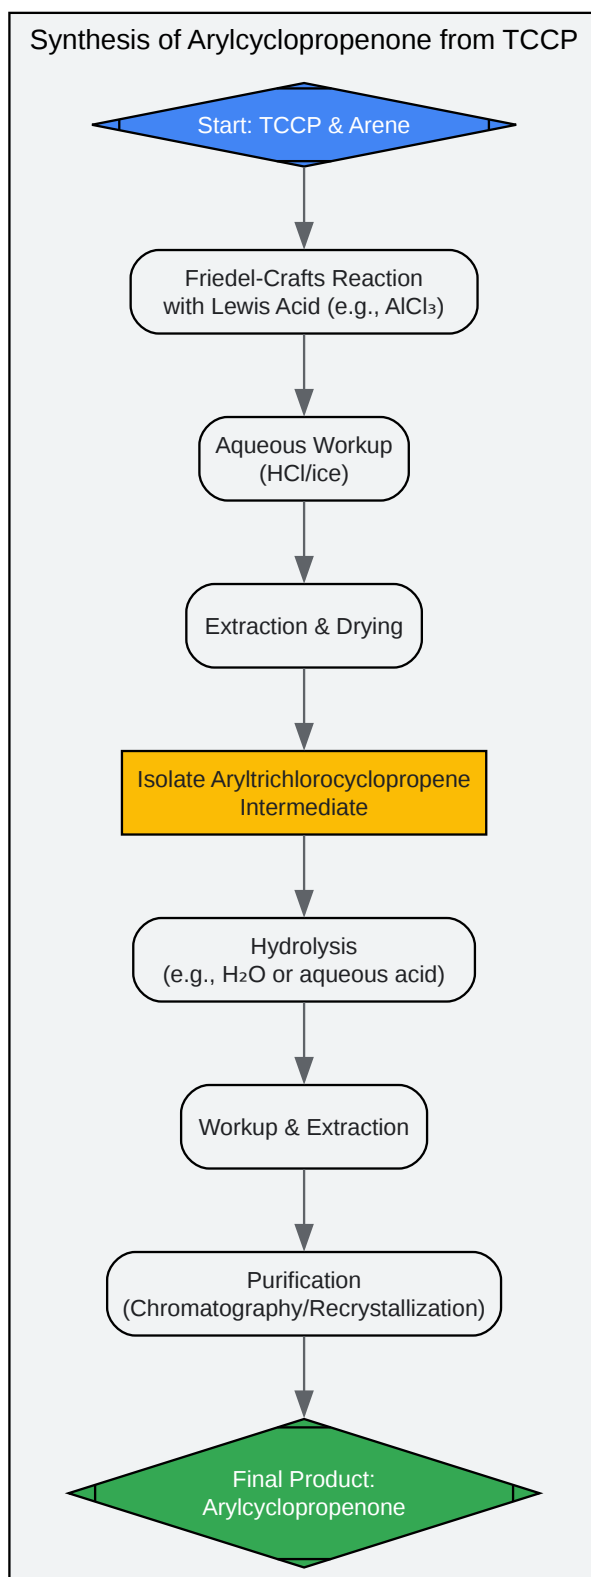 Synthesis of Arylcyclopropenone from TCCP
Start: TCCP & Arene
Friedel-Crafts Reaction
with Lewis Acid (e.g., AlCl₃)
Aqueous Workup
(HCl/ice)
Extraction & Drying
Isolate Aryltrichlorocyclopropene
Intermediate
Hydrolysis
(e.g., H₂O or aqueous acid)
Workup & Extraction
Purification
(Chromatography/Recrystallization)
Final Product:
Arylcyclopropenone